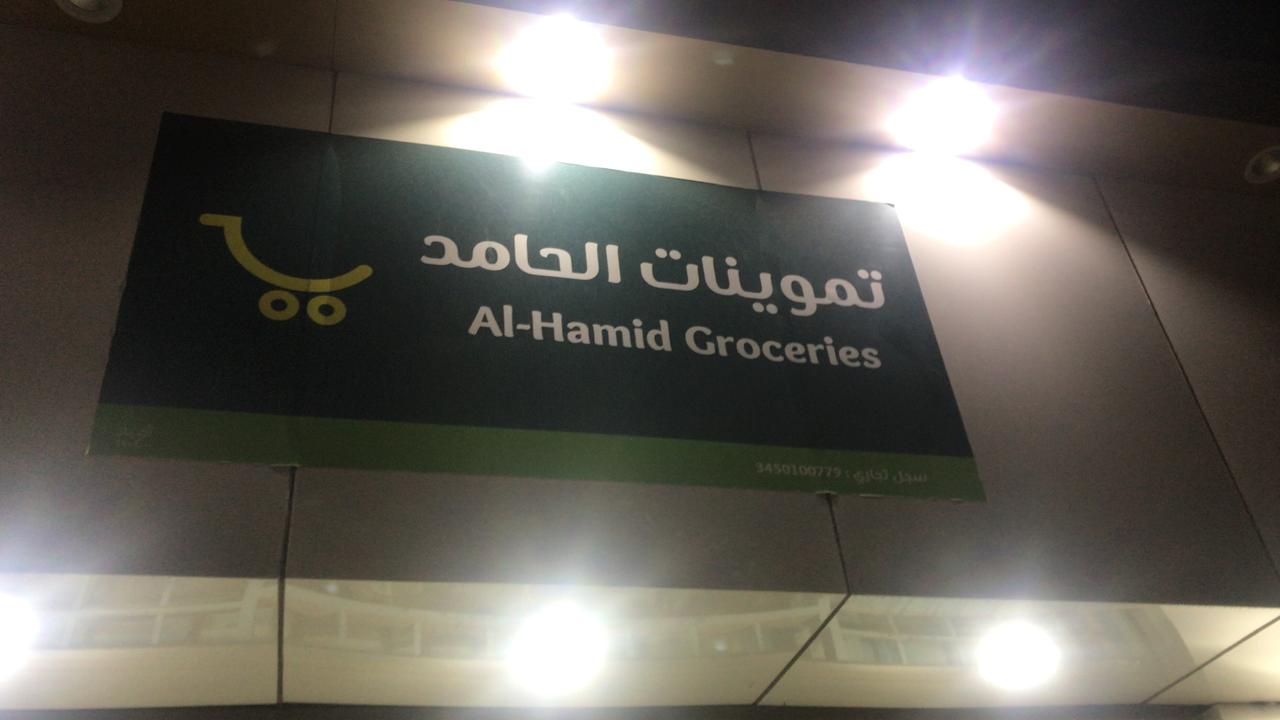 تموينات الحامد
Al-Hamid Groceries
سجل تجاري : 3450100779